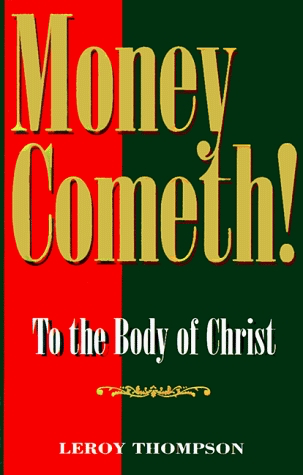 Money
Cometh!
To the Body of Christ
LEROY THOMPSON